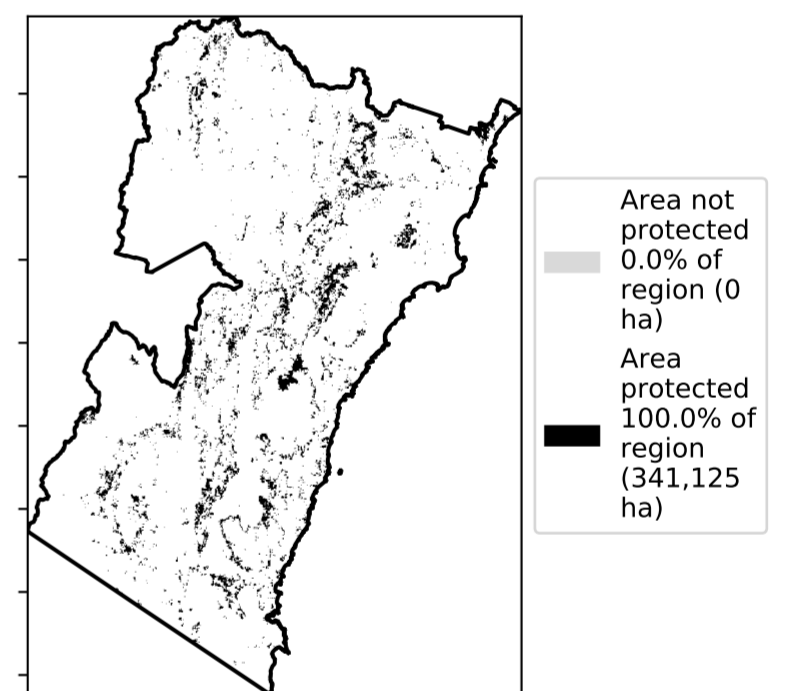 Area not
protected
0.0% of
region (0
ha)
Area
protected
100.0% of
region
(341,125
ha)